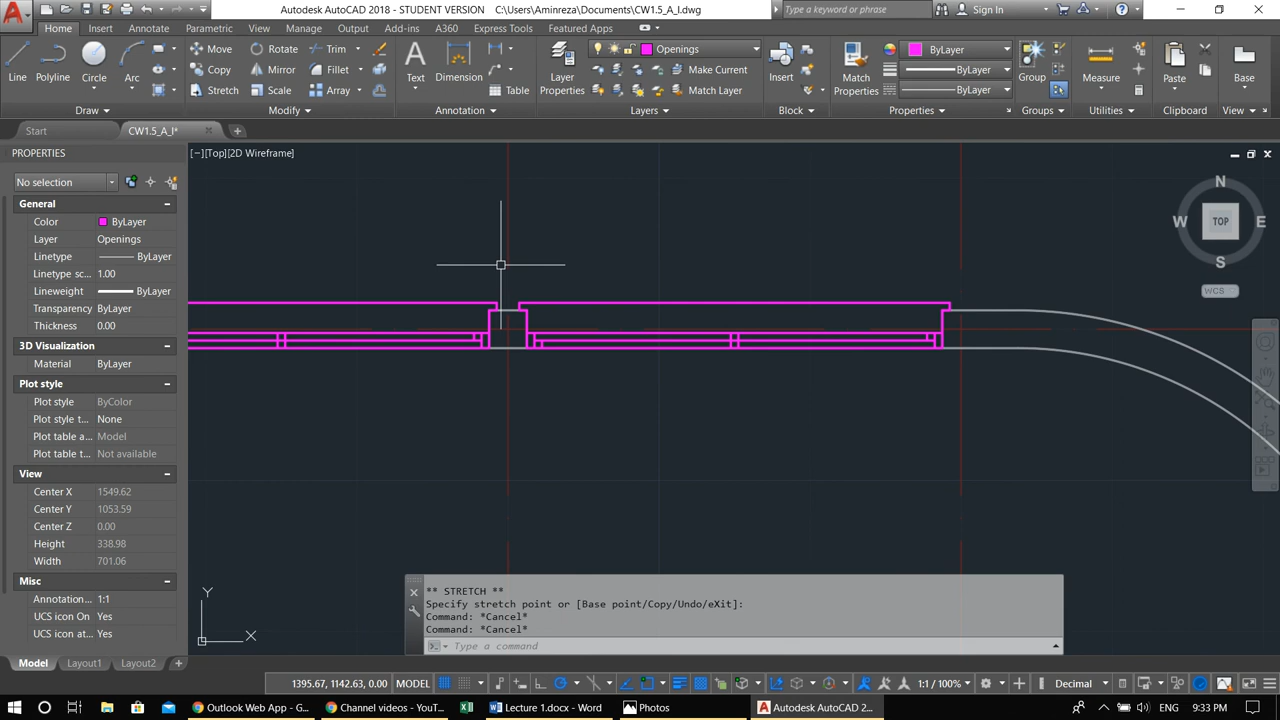 Autodesk AutoCAD 2018 - STUDENT VERSION C:\Users\Aminreza\Documents\CW1.5_A_I.dwg
Type a keyword or phrase
Sign In
Home Insert Annotate Parametric View Manage Output Add-ins A360 Express Tools Featured Apps
Line
Polyline
Circle
Arc
Move Rotate Trim
Copy Mirror Fillet
Stretch Scale Array
Text
Dimension
Table
Layer
Properties
Openings
Make Current
Match Layer
Insert
Match
Properties
ByLayer
ByLayer
ByLayer
Group
Measure
Paste
Base
Draw Modify Annotation Layers Block Properties Groups Utilities Clipboard View
Start CW1.5_A_I*
PROPERTIES
No selection
General
Color ByLayer
Layer Openings
Linetype ByLayer
Linetype sc... 1.00
Lineweight ByLayer
Transparency ByLayer
Thickness 0.00
3D Visualization
Material ByLayer
Plot style
Plot style ByColor
Plot style t... None
Plot table a... Model
Plot table t... Not available
View
Center X 1549.62
Center Y 1053.59
Center Z 0.00
Height 338.98
Width 701.06
Misc
Annotation... 1:1
UCS icon On Yes
UCS icon at... Yes
[−][Top][2D Wireframe]
N
W TOP E
S
WCS
Y
X
** STRETCH **
Specify stretch point or [Base point/Copy/Undo/eXit]:
Command: *Cancel*
Command: *Cancel*
Type a command
Model Layout1 Layout2
1395.67, 1142.63, 0.00 MODEL
1:1 / 100%
Decimal
Outlook Web App - G...
Channel videos - YouT...
Lecture 1.docx - Word
Photos
Autodesk AutoCAD 2...
ENG 9:33 PM